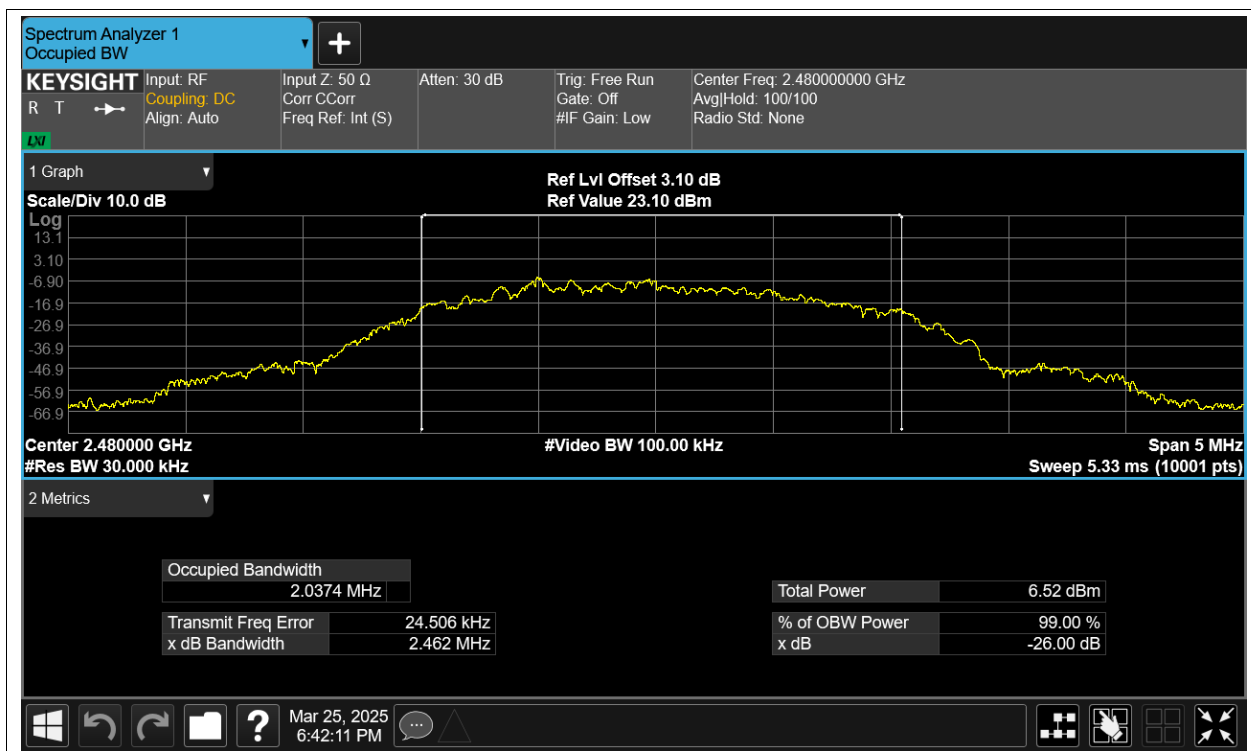 Spectrum Analyzer 1
Occupied BW
KEYSIGHT
R T
LXI
Input: RF
Coupling: DC
Align: Auto
Input Z: 50 Ω
Corr CCorr
Freq Ref: Int (S)
Atten: 30 dB
Trig: Free Run
Gate: Off
#IF Gain: Low
Center Freq: 2.480000000 GHz
Avg|Hold: 100/100
Radio Std: None
1 Graph
Scale/Div 10.0 dB
Ref Lvl Offset 3.10 dB
Ref Value 23.10 dBm
Log
13.1
3.10
-6.90
-16.9
-26.9
-36.9
-46.9
-56.9
-66.9
Center 2.480000 GHz
#Video BW 100.00 kHz
Span 5 MHz
#Res BW 30.000 kHz
Sweep 5.33 ms (10001 pts)
2 Metrics
Occupied Bandwidth
2.0374 MHz
Total Power 6.52 dBm
Transmit Freq Error 24.506 kHz
% of OBW Power 99.00 %
x dB Bandwidth 2.462 MHz
x dB -26.00 dB
?
Mar 25, 2025
6:42:11 PM